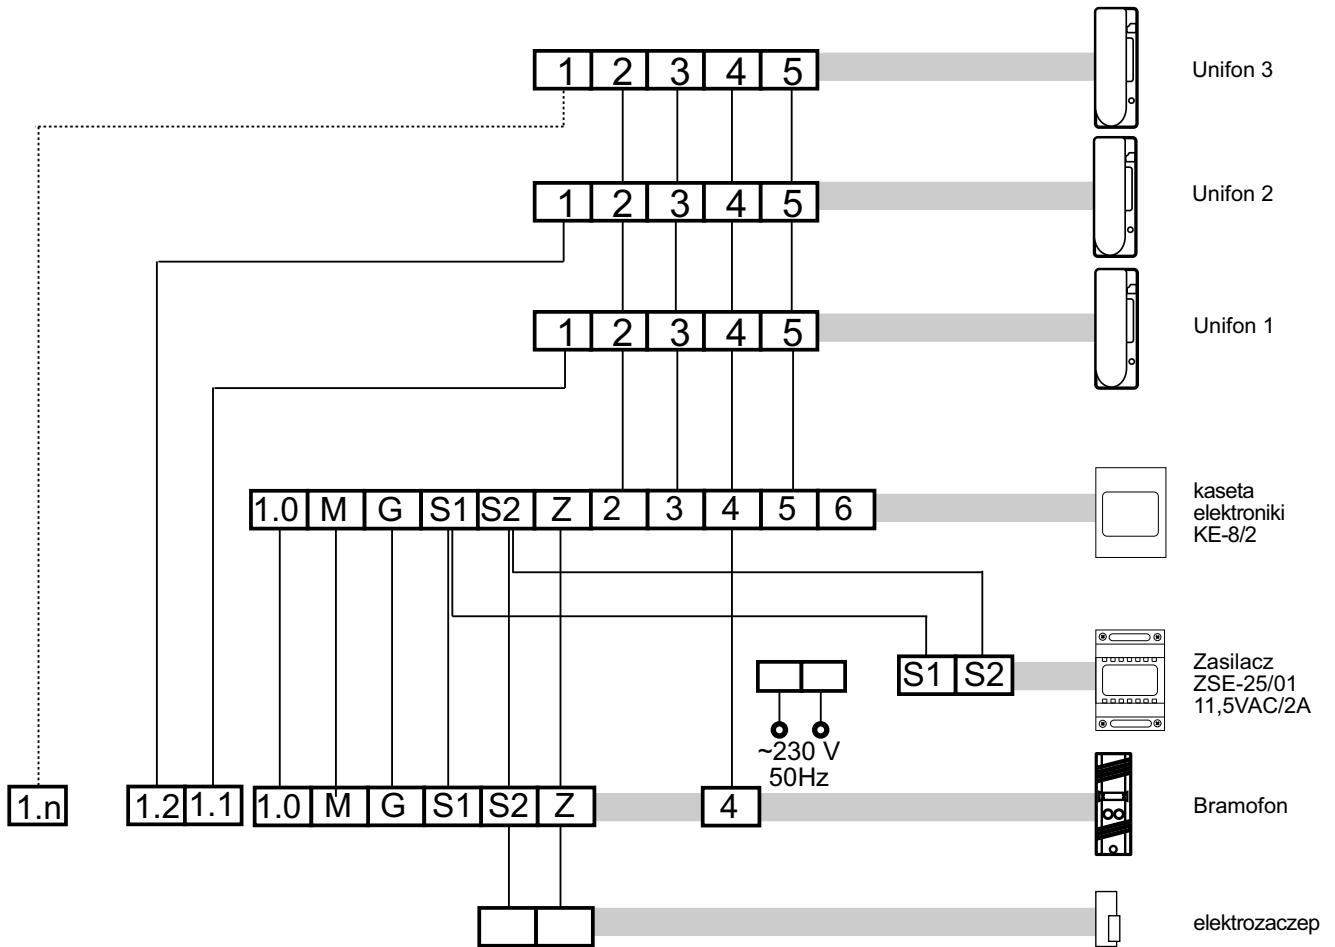 1 2 3 4 5
Unifon 3
1 2 3 4 5
Unifon 2
1 2 3 4 5
Unifon 1
1.0 M G S1 S2 Z 2 3 4 5 6
kaseta
elektroniki
KE-8/2
S1 S2
Zasilacz
ZSE-25/01
11,5VAC/2A
~230 V
50Hz
1.n 1.2 1.1 1.0 M G S1 S2 Z 4
Bramofon
elektrozaczep